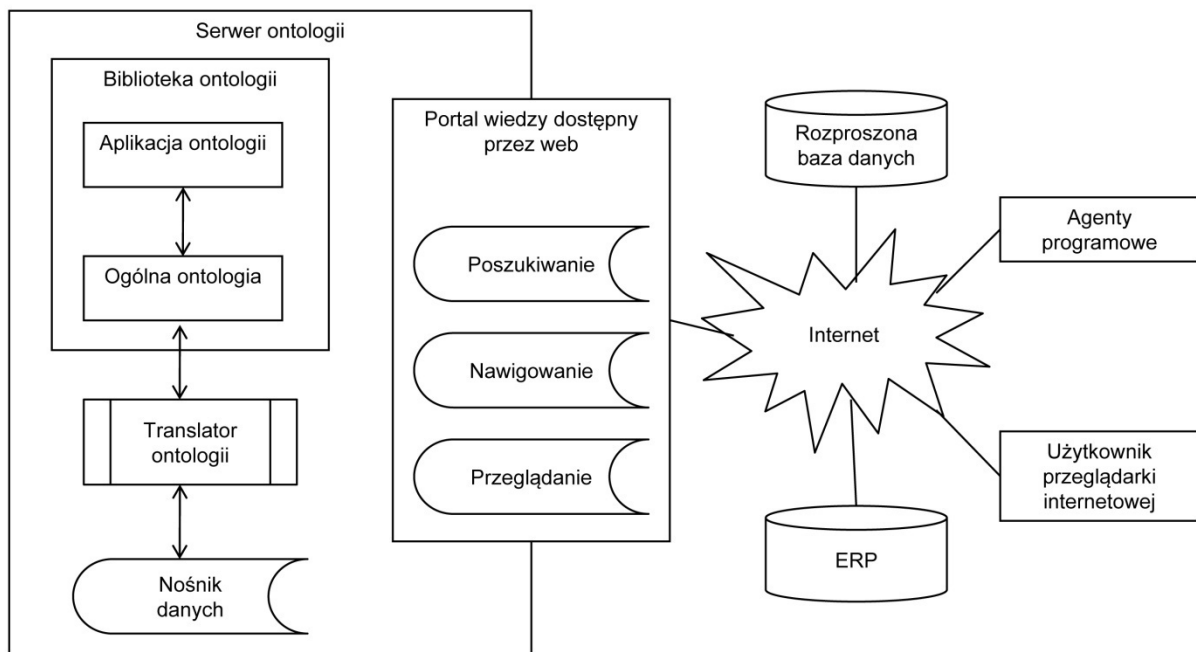 Serwer ontologii
Biblioteka ontologii
Aplikacja ontologii
Ogólna ontologia
Translator
ontologii
Nośnik
danych
Portal wiedzy dostępny
przez web
Poszukiwanie
Nawigowanie
Przeglądanie
Rozproszona
baza danych
Internet
ERP
Agenty
programowe
Użytkownik
przeglądarki
internetowej